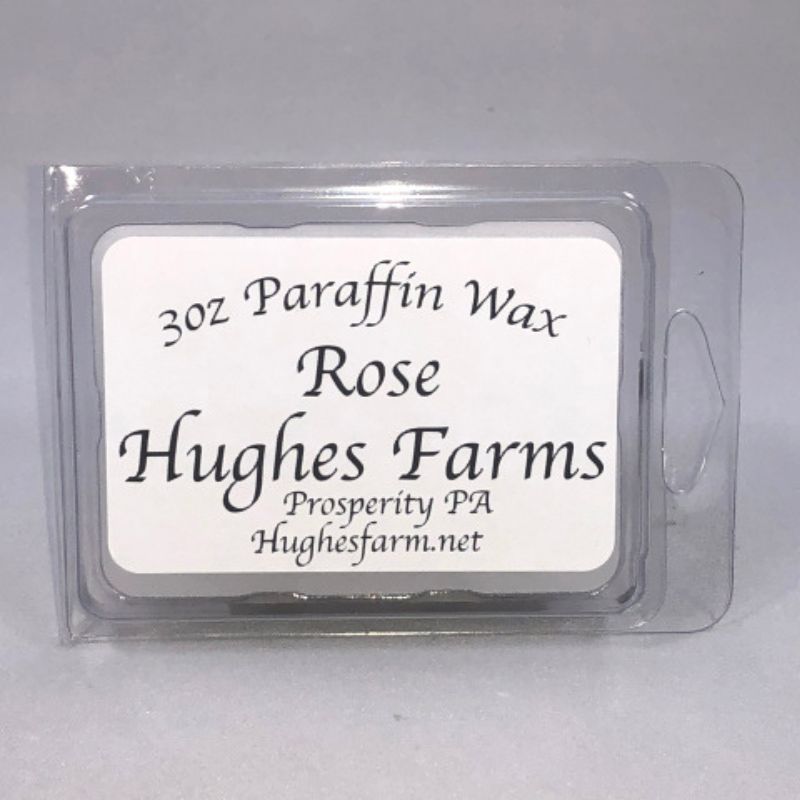 3oz Paraffin Wax
Rose
Hughes Farms
Prosperity PA
Hughesfarm.net